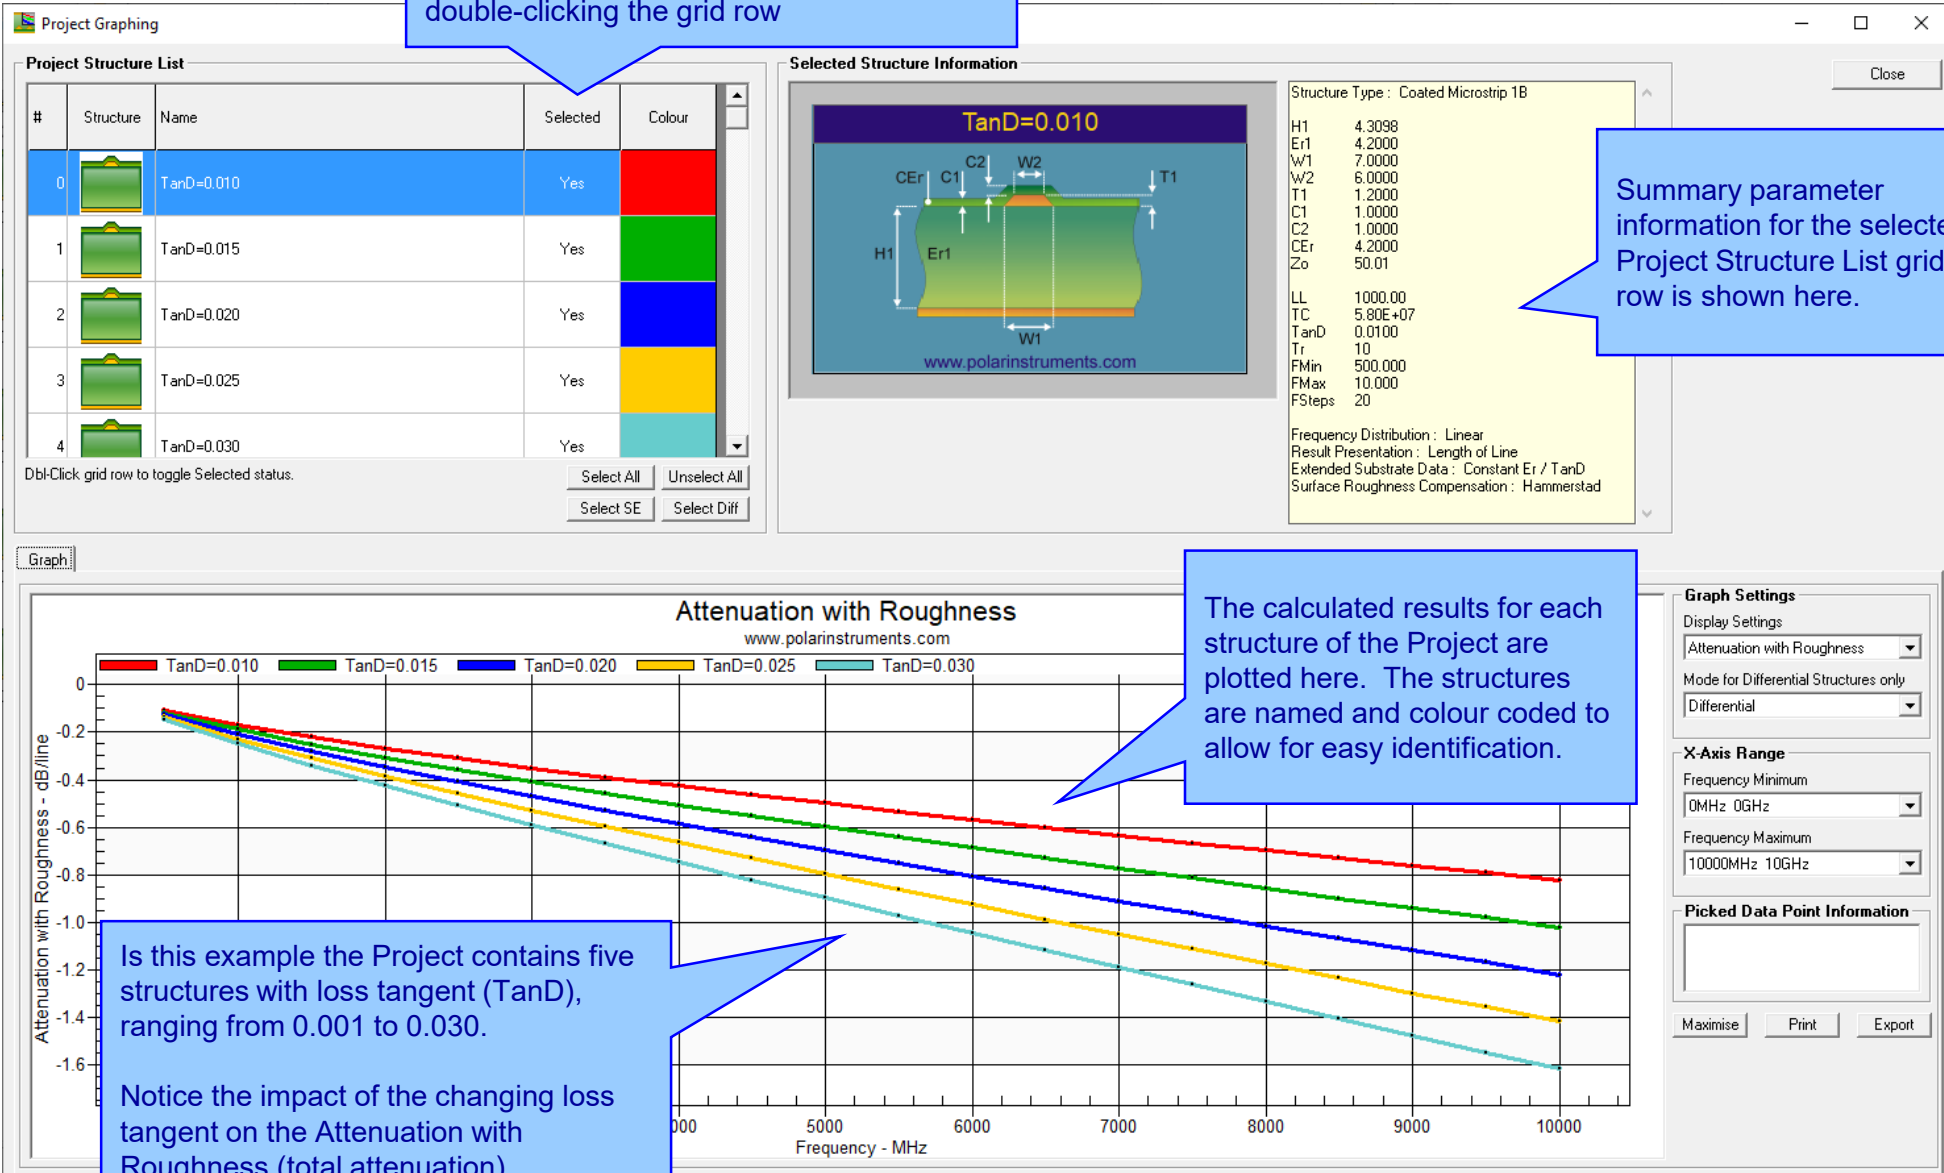 double-clicking the grid row
Project Graphing
Project Structure List
# Structure Name Selected Colour
0 TanD=0.010 Yes
1 TanD=0.015 Yes
2 TanD=0.020 Yes
3 TanD=0.025 Yes
4 TanD=0.030 Yes
Dbl-Click grid row to toggle Selected status.
Select All Unselect All
Select SE Select Diff
Selected Structure Information
TanD=0.010
C2 W2
CEr C1 T1
H1 Er1
W1
www.polarinstruments.com
Structure Type : Coated Microstrip 1B
H1 4.3098
Er1 4.2000
W1 7.0000
W2 6.0000
T1 1.2000
C1 1.0000
C2 1.0000
CEr 4.2000
Zo 50.01
LL 1000.00
TC 5.80E+07
TanD 0.0100
Tr 10
FMin 500.000
FMax 10.000
FSteps 20
Frequency Distribution : Linear
Result Presentation : Length of Line
Extended Substrate Data : Constant Er / TanD
Surface Roughness Compensation : Hammerstad
Close
Summary parameter
information for the selecte
Project Structure List grid
row is shown here.
Graph
Attenuation with Roughness
www.polarinstruments.com
TanD=0.010 TanD=0.015 TanD=0.020 TanD=0.025 TanD=0.030
0
-0.2
-0.4
-0.6
-0.8
-1.0
-1.2
-1.4
-1.6
Attenuation with Roughness - dB/line
000 5000 6000 7000 8000 9000 10000
Frequency - MHz
The calculated results for each
structure of the Project are
plotted here. The structures
are named and colour coded to
allow for easy identification.
Is this example the Project contains five
structures with loss tangent (TanD),
ranging from 0.001 to 0.030.
Notice the impact of the changing loss
tangent on the Attenuation with
Roughness (total attenuation)
Graph Settings
Display Settings
Attenuation with Roughness
Mode for Differential Structures only
Differential
X-Axis Range
Frequency Minimum
0MHz 0GHz
Frequency Maximum
10000MHz 10GHz
Picked Data Point Information
Maximise Print Export